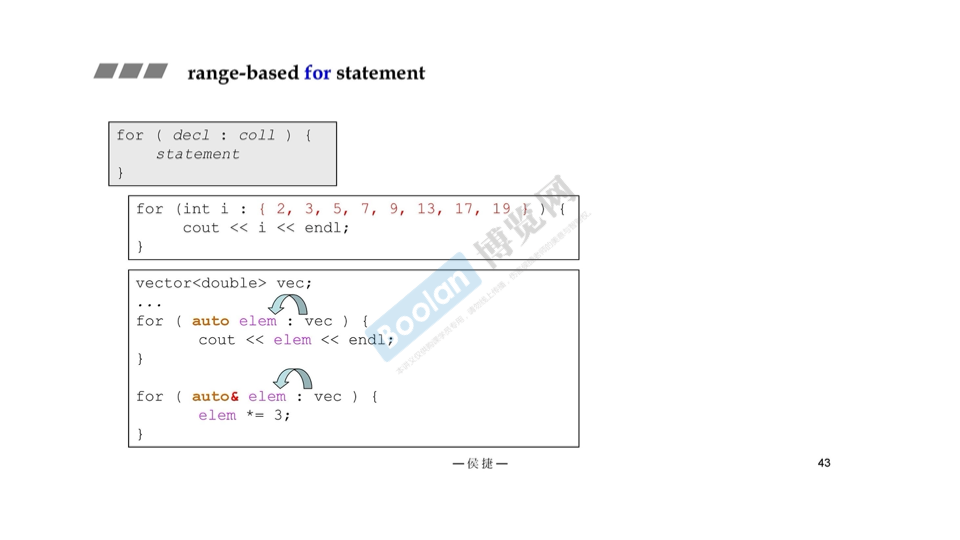 range-based for statement
for ( decl : coll ) {
statement
}
for (int i : { 2, 3, 5, 7, 9, 13, 17, 19 } ) {
cout << i << endl;
}
vector<double> vec;
...
for ( auto elem : vec ) {
cout << elem << endl;
}
for ( auto& elem : vec ) {
elem *= 3;
}
Boolan 博览网
—侯捷—
43